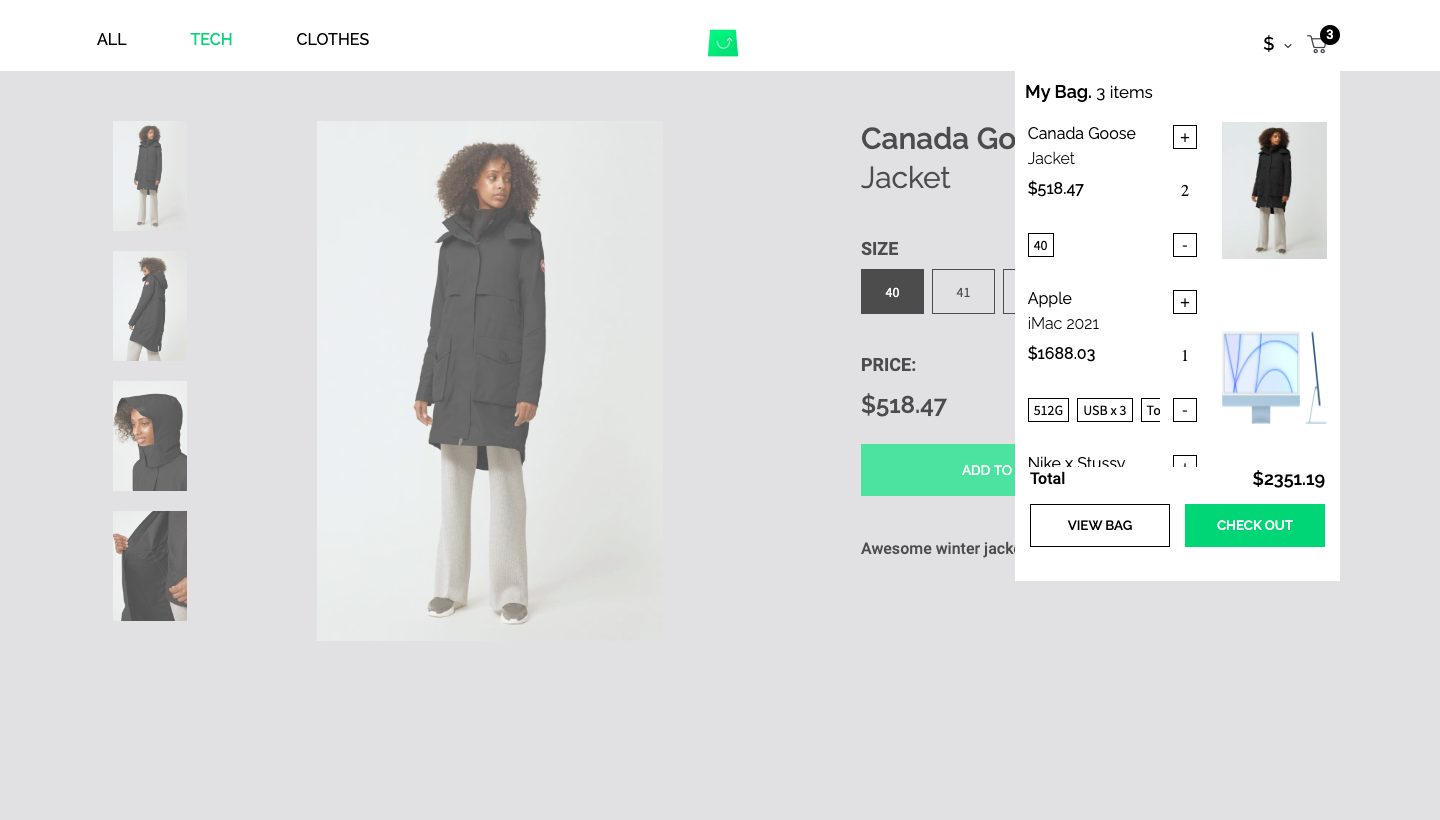 ALL
TECH
CLOTHES
$
3
Canada Go
Jacket
SIZE
40
41
PRICE:
$518.47
ADD TO
Awesome winter jack
My Bag. 3 items
Canada Goose
Jacket
$518.47
40
+
2
-
Apple
iMac 2021
$1688.03
512G
USB x 3
To
+
1
-
Nike x Stussy
+
Total
$2351.19
VIEW BAG
CHECK OUT